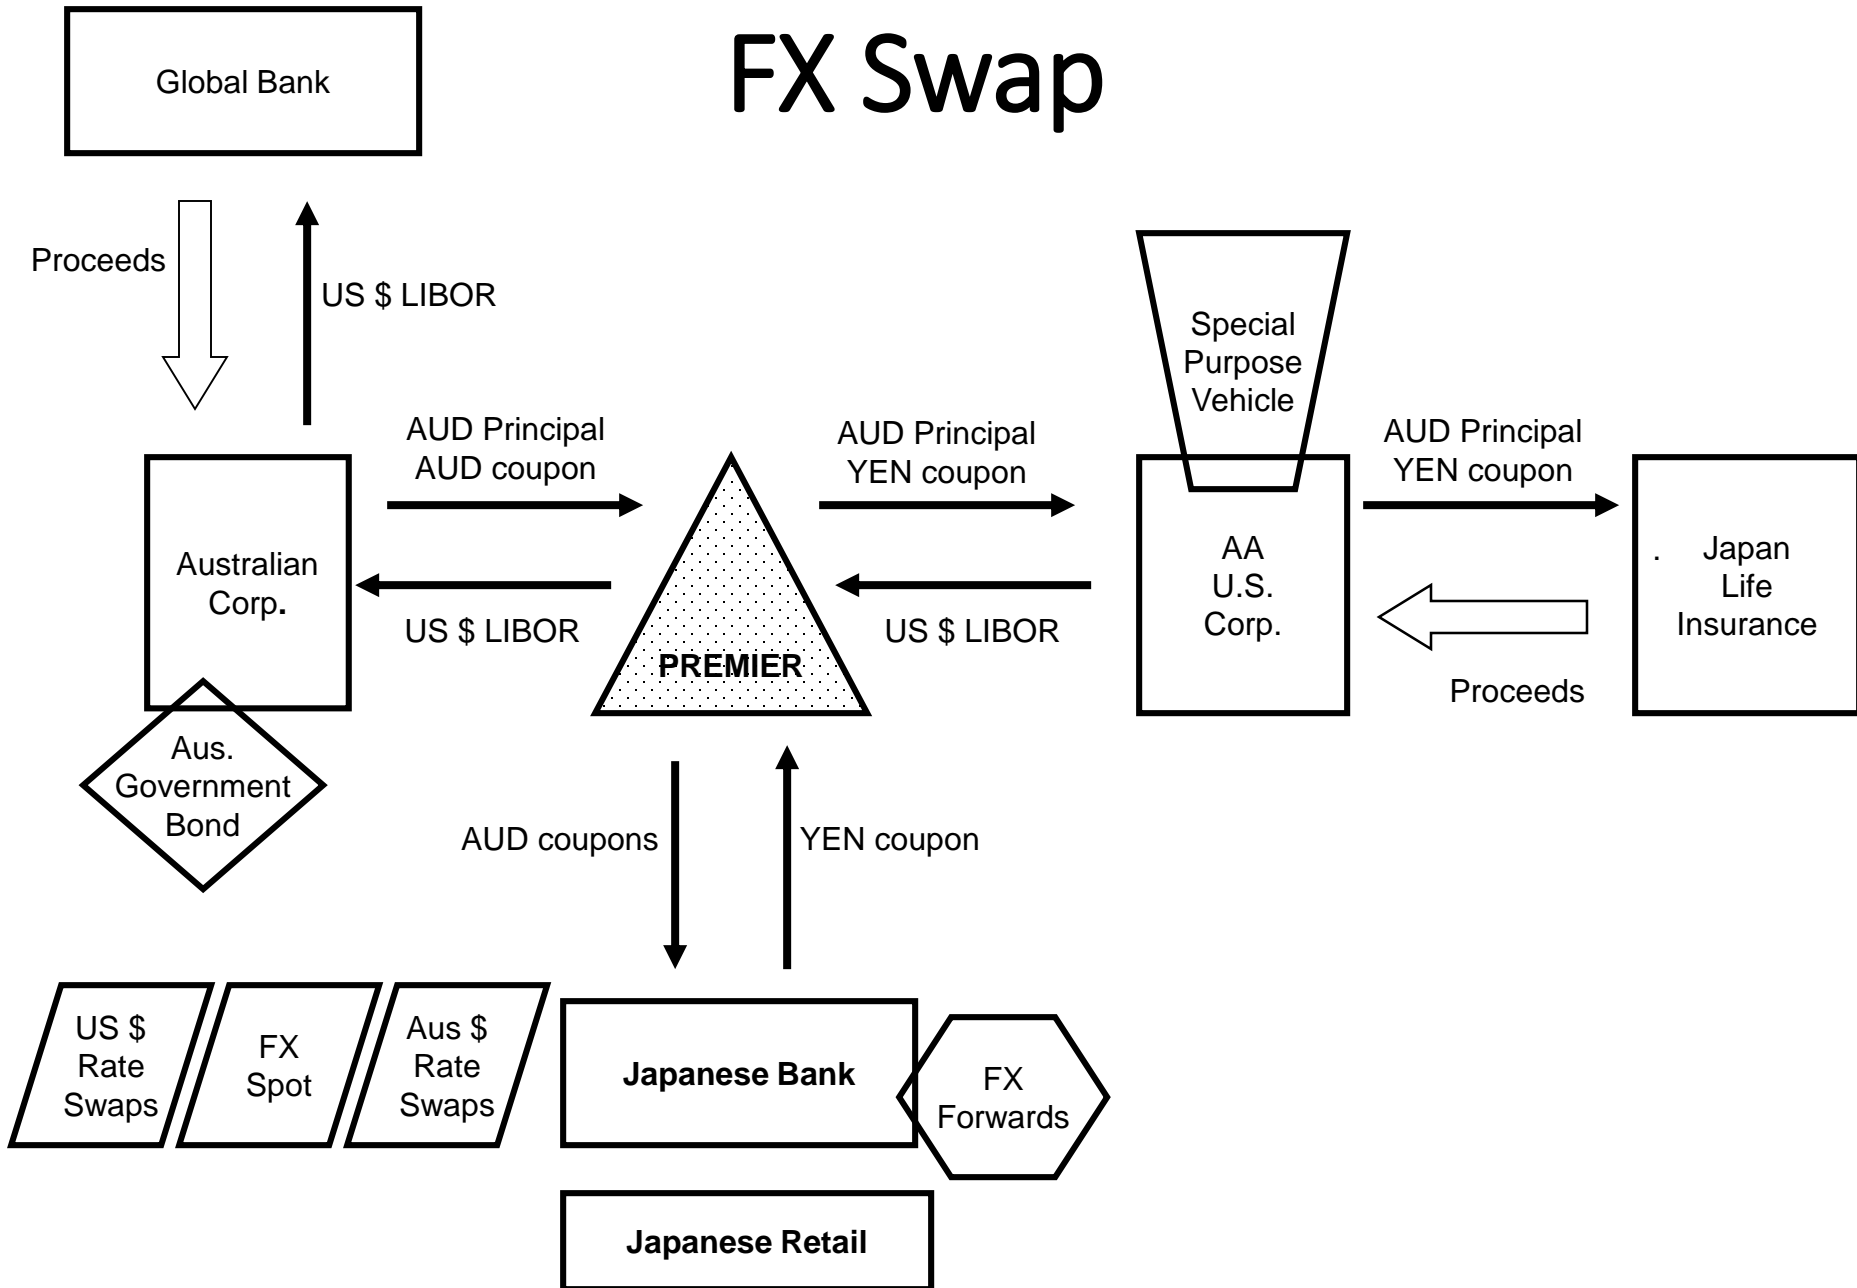 FX Swap
Global Bank
Proceeds
US $ LIBOR
Special
Purpose
Vehicle
AUD Principal
AUD coupon
AUD Principal
YEN coupon
AUD Principal
YEN coupon
Australian
Corp.
US $ LIBOR
PREMIER
US $ LIBOR
AA
U.S.
Corp.
. Japan
Life
Insurance
Proceeds
Aus.
Government
Bond
AUD coupons
YEN coupon
US $
Rate
Swaps
FX
Spot
Aus $
Rate
Swaps
Japanese Bank
FX
Forwards
Japanese Retail